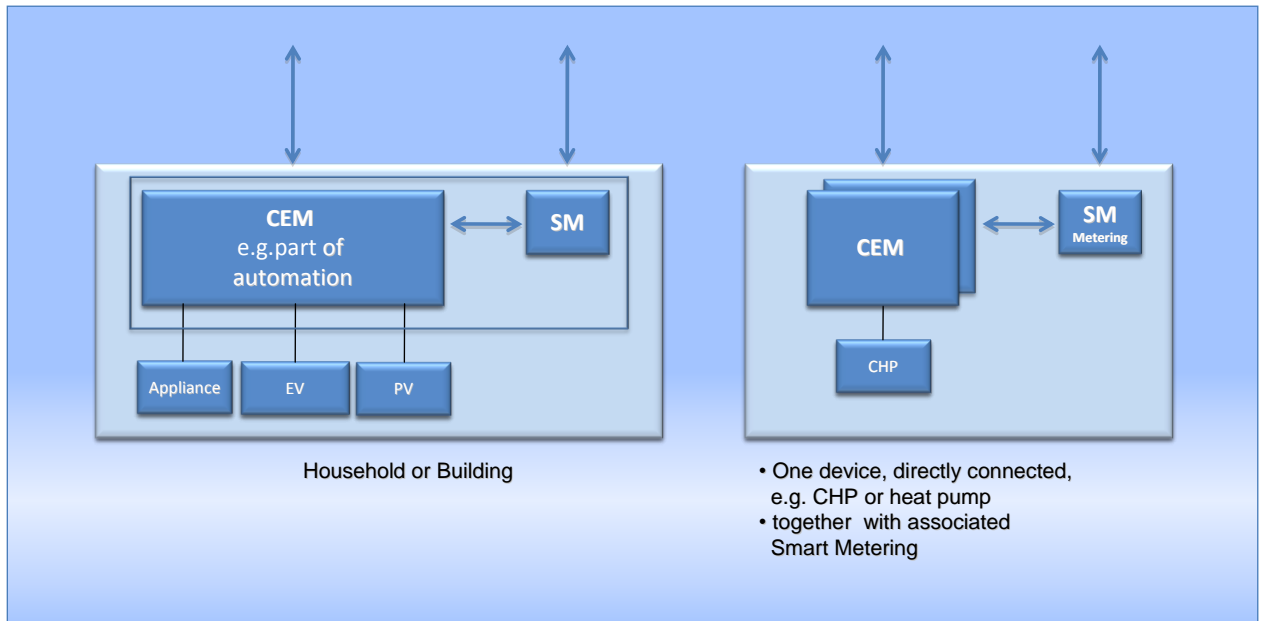 CEM
e.g.part of
automation
SM
Appliance
EV
PV
Household or Building
CEM
SM
Metering
CHP
• One device, directly connected,
e.g. CHP or heat pump
• together with associated
Smart Metering